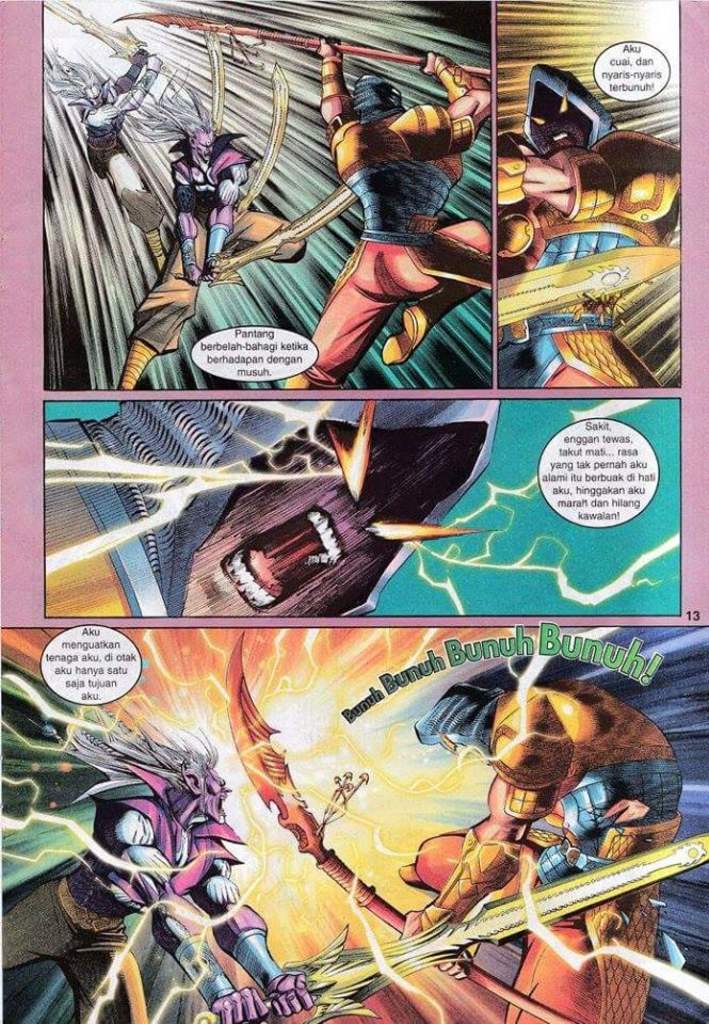 Pantang
berbelah-bahagi ketika
berhadapan dengan
musuh.
Aku
cuai, dan
nyaris-nyaris
terbunuh!
Sakit,
enggan tewas,
takut mati... rasa
yang tak pernah aku
alami itu berbuak di hati
aku, hinggakan aku
marah dan hilang
kawalan!
13
Aku
menguatkan
tenaga aku, di otak
aku hanya satu
saja tujuan
aku.
Bunuh Bunuh Bunuh Bunuh!